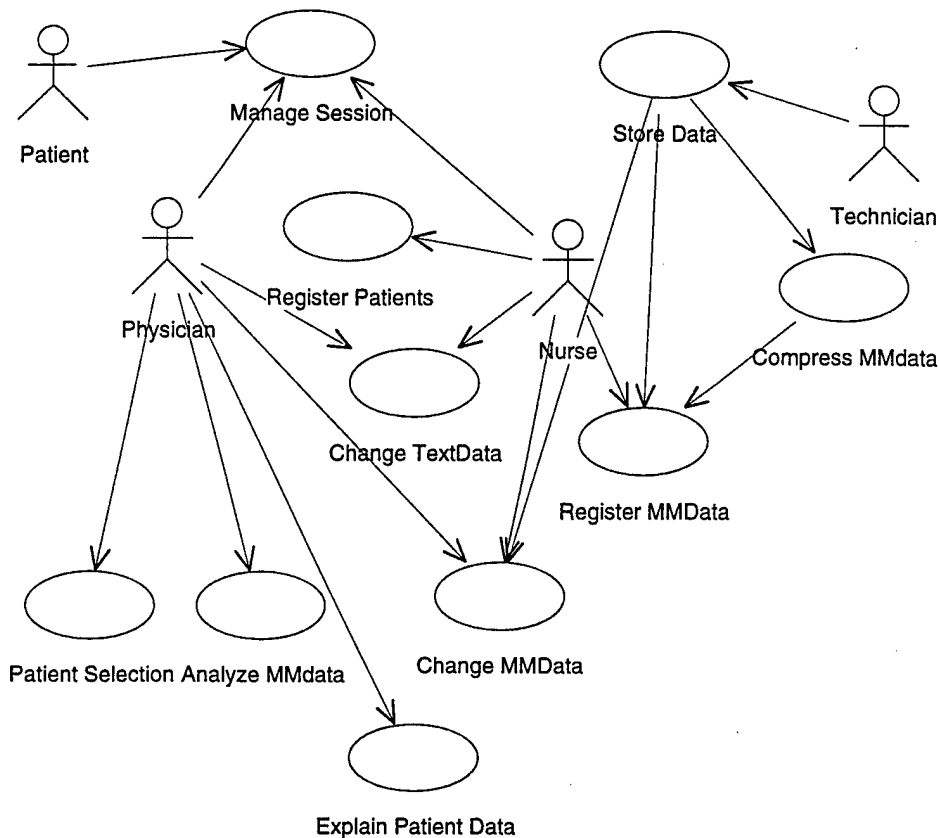 Manage Session
Patient
Store Data
Technician
Register Patients
Physician
Nurse
Compress MMdata
Change TextData
Register MMData
Patient Selection Analyze MMdata
Change MMData
Explain Patient Data